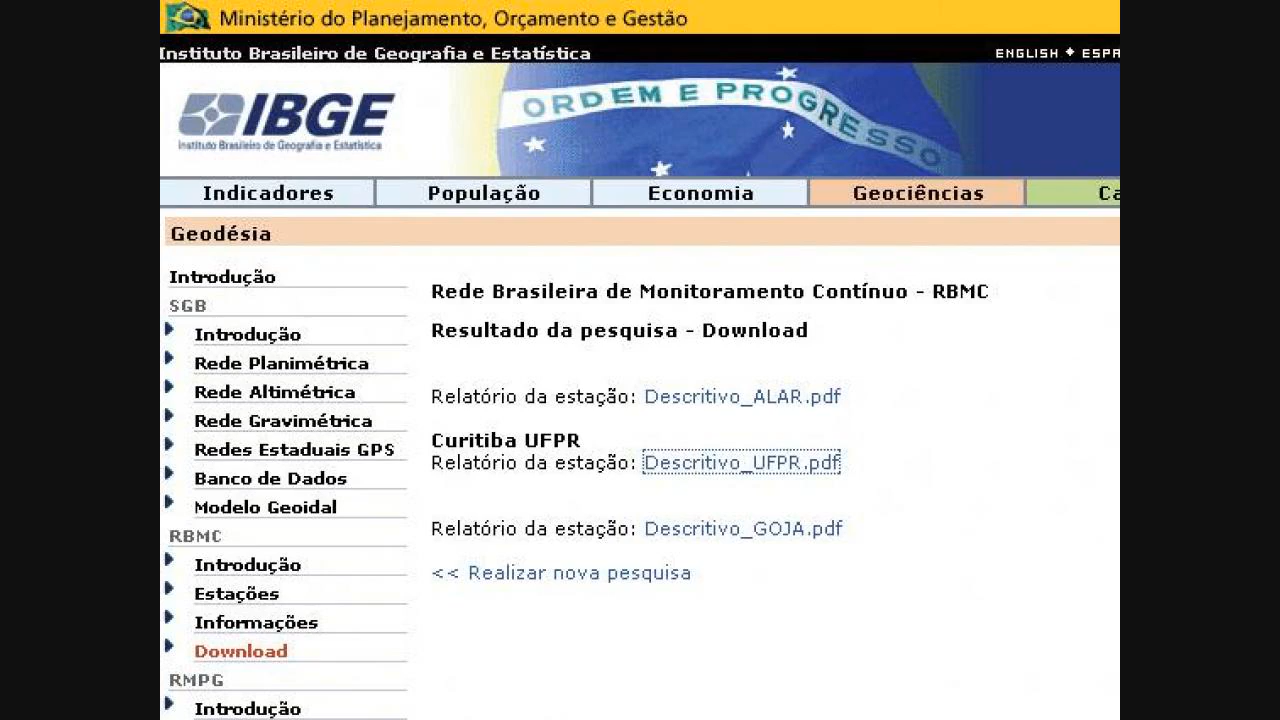 Ministério do Planejamento, Orçamento e Gestão
Instituto Brasileiro de Geografia e Estatística
ENGLISH ESPA
IBGE
Instituto Brasileiro de Geografia e Estatística
ORDEM E PROGRESSO
Indicadores População Economia Geociências Ca
Geodésia
Introdução
SGB
Introdução
Rede Planimétrica
Rede Altimétrica
Rede Gravimétrica
Redes Estaduais GPS
Banco de Dados
Modelo Geoidal
RBMC
Introdução
Estações
Informações
Download
RMPG
Introdução
Rede Brasileira de Monitoramento Contínuo - RBMC
Resultado da pesquisa - Download
Relatório da estação: Descritivo_ALAR.pdf
Curitiba UFPR
Relatório da estação: Descritivo_UFPR.pdf
Relatório da estação: Descritivo_GOJA.pdf
<< Realizar nova pesquisa